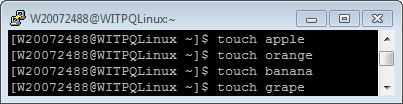 W20072488@WITPQLinux:~
[W20072488@WITPQLinux ~]$ touch apple
[W20072488@WITPQLinux ~]$ touch orange
[W20072488@WITPQLinux ~]$ touch banana
[W20072488@WITPQLinux ~]$ touch grape